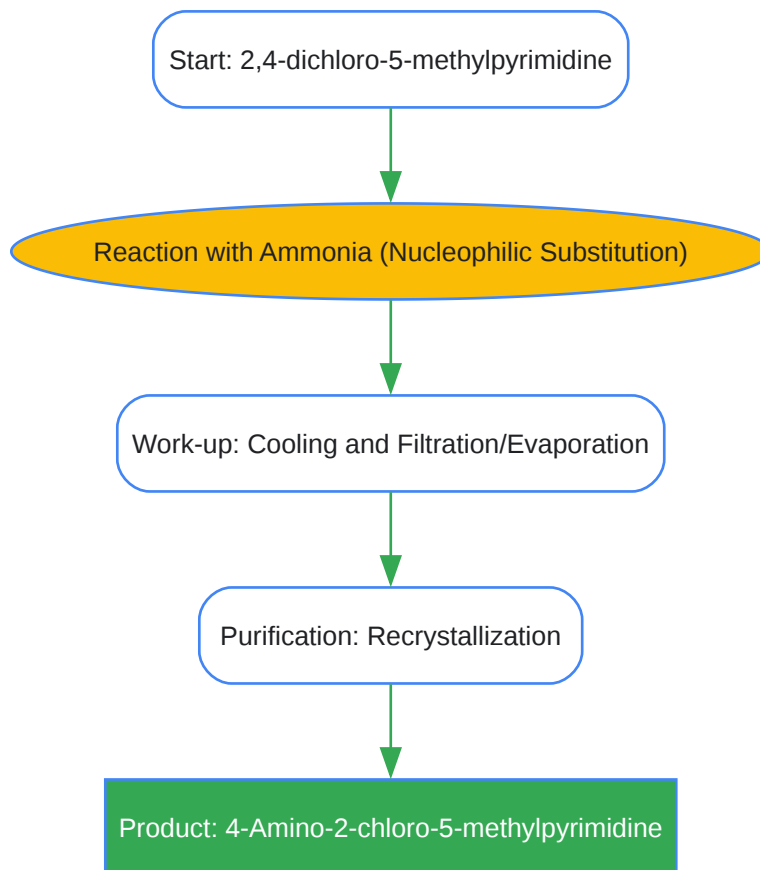 Start: 2,4-dichloro-5-methylpyrimidine
Reaction with Ammonia (Nucleophilic Substitution)
Work-up: Cooling and Filtration/Evaporation
Purification: Recrystallization
Product: 4-Amino-2-chloro-5-methylpyrimidine